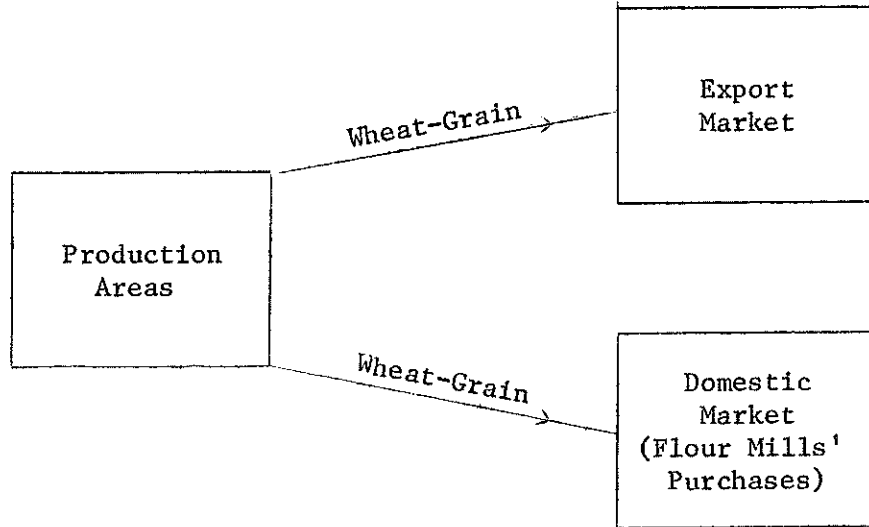 Export
Market
Wheat-Grain
Production
Areas
Wheat-Grain
Domestic
Market
(Flour Mills'
Purchases)